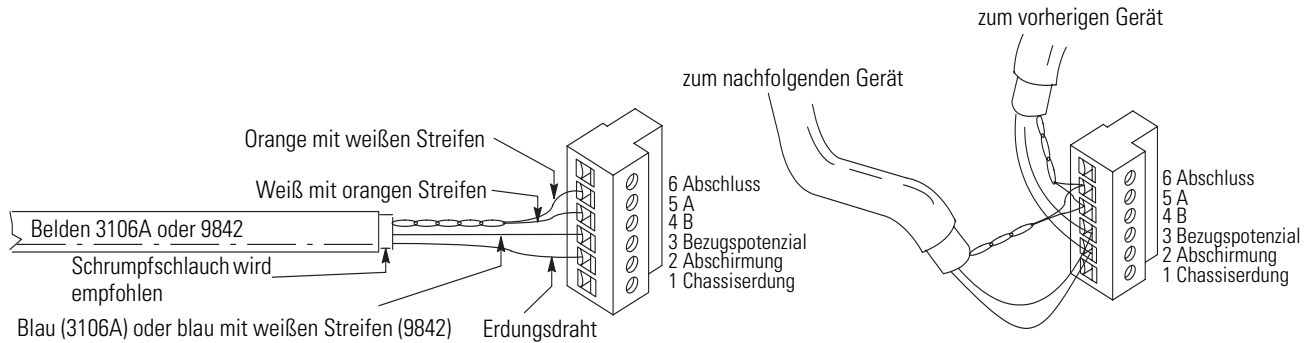 zum vorherigen Gerät
zum nachfolgenden Gerät
Orange mit weißen Streifen
Weiß mit orangen Streifen
Belden 3106A oder 9842
Schrumpfschlauch wird
empfohlen
Blau (3106A) oder blau mit weißen Streifen (9842)
Erdungsdraht
6 Abschluss
5 A
4 B
3 Bezugspotenzial
2 Abschirmung
1 Chassiserdung
6 Abschluss
5 A
4 B
3 Bezugspotenzial
2 Abschirmung
1 Chassiserdung